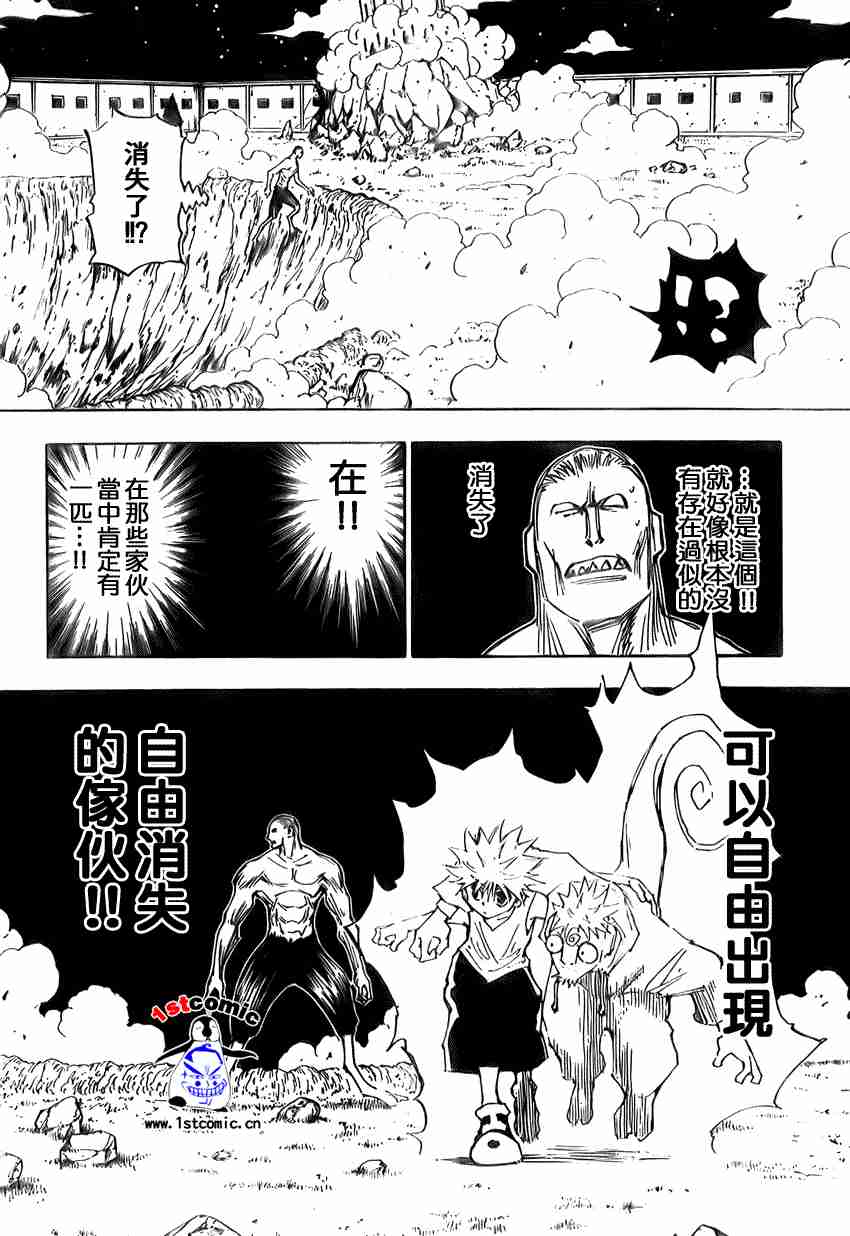 消失了!!?
…就是這個!!
就好像根本沒
有存在過似的
消失了
在!!
在那些家伙
當中肯定有
一匹…!!
可以自由出現
自由消失
的傢伙!!
1stcomic
www.1stcomic.cn